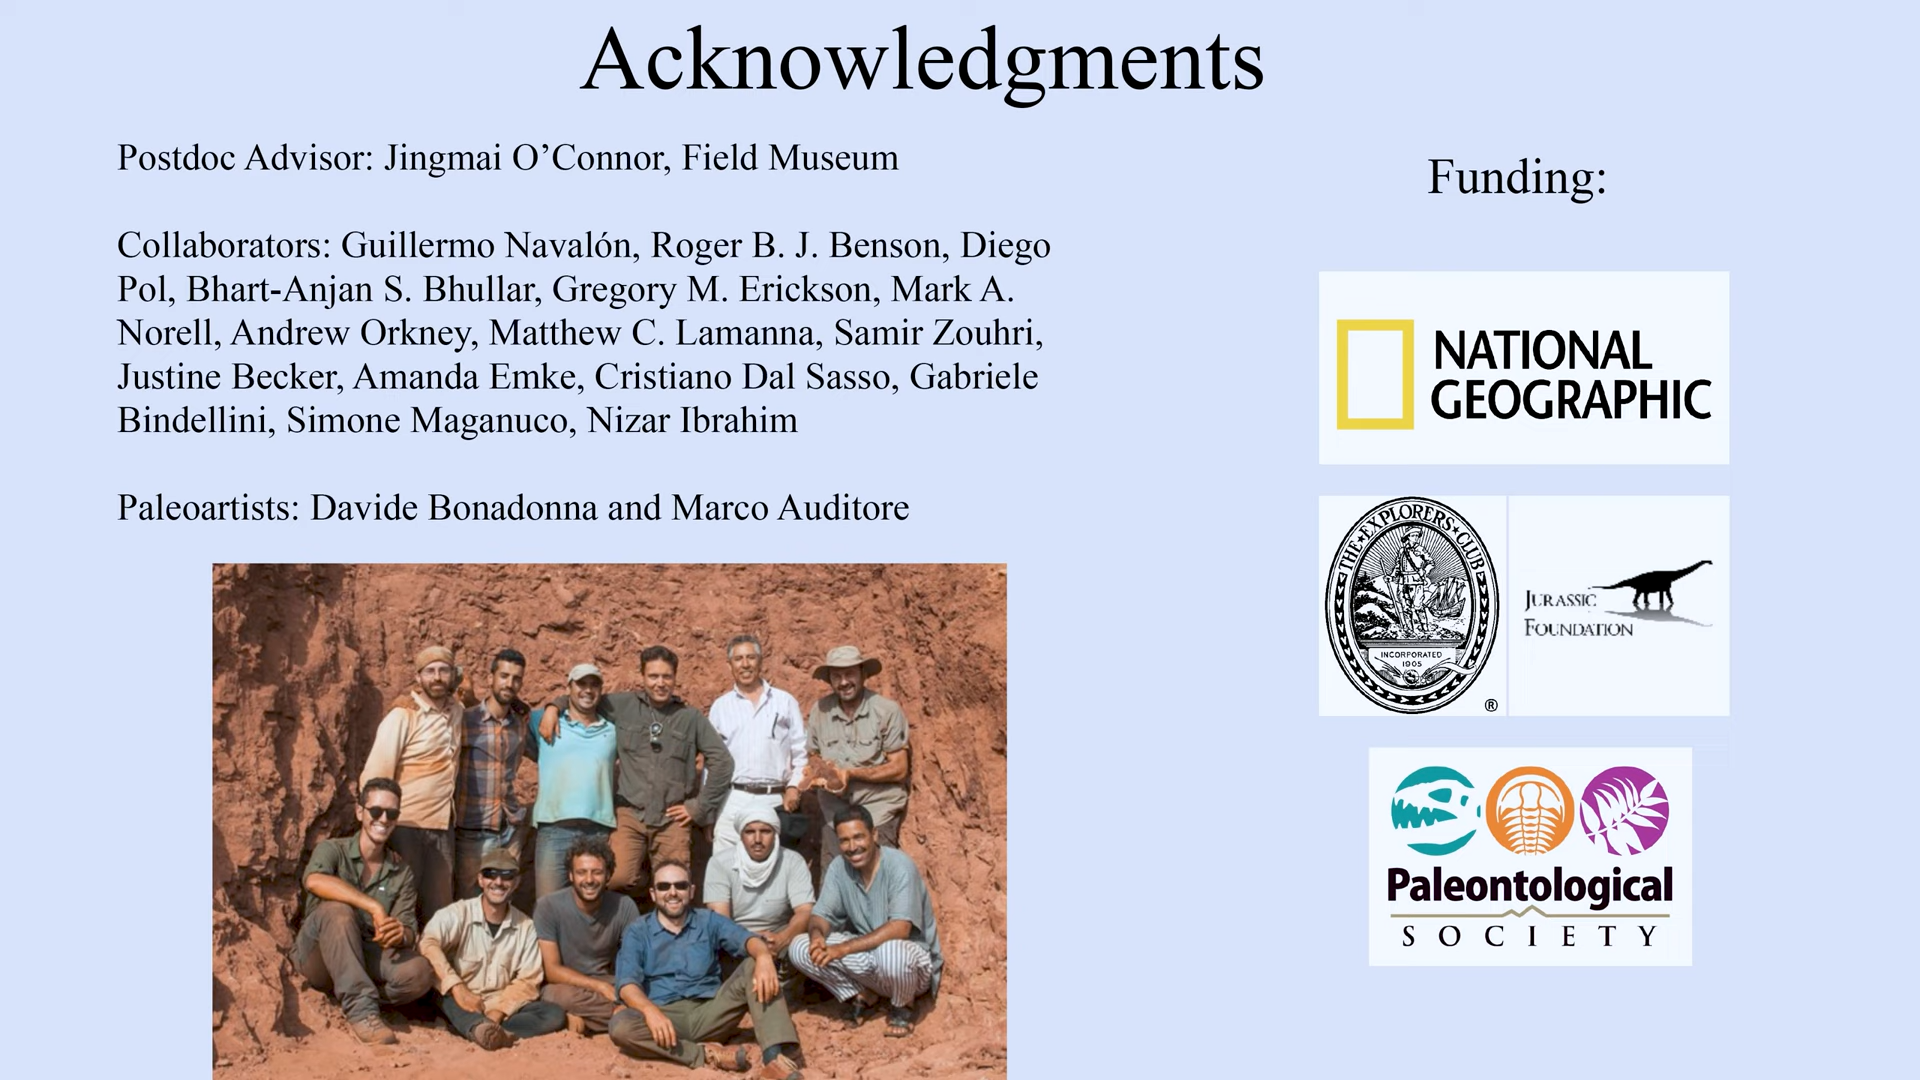 Acknowledgments
Postdoc Advisor: Jingmai O’Connor, Field Museum
Collaborators: Guillermo Navalón, Roger B. J. Benson, Diego
Pol, Bhart-Anjan S. Bhullar, Gregory M. Erickson, Mark A.
Norell, Andrew Orkney, Matthew C. Lamanna, Samir Zouhri,
Justine Becker, Amanda Emke, Cristiano Dal Sasso, Gabriele
Bindellini, Simone Maganuco, Nizar Ibrahim
Paleoartists: Davide Bonadonna and Marco Auditore
Funding:
NATIONAL
GEOGRAPHIC
THE EXPLORERS CLUB
INCORPORATED
1905
®
JURASSIC
FOUNDATION
Paleontological
SOCIETY